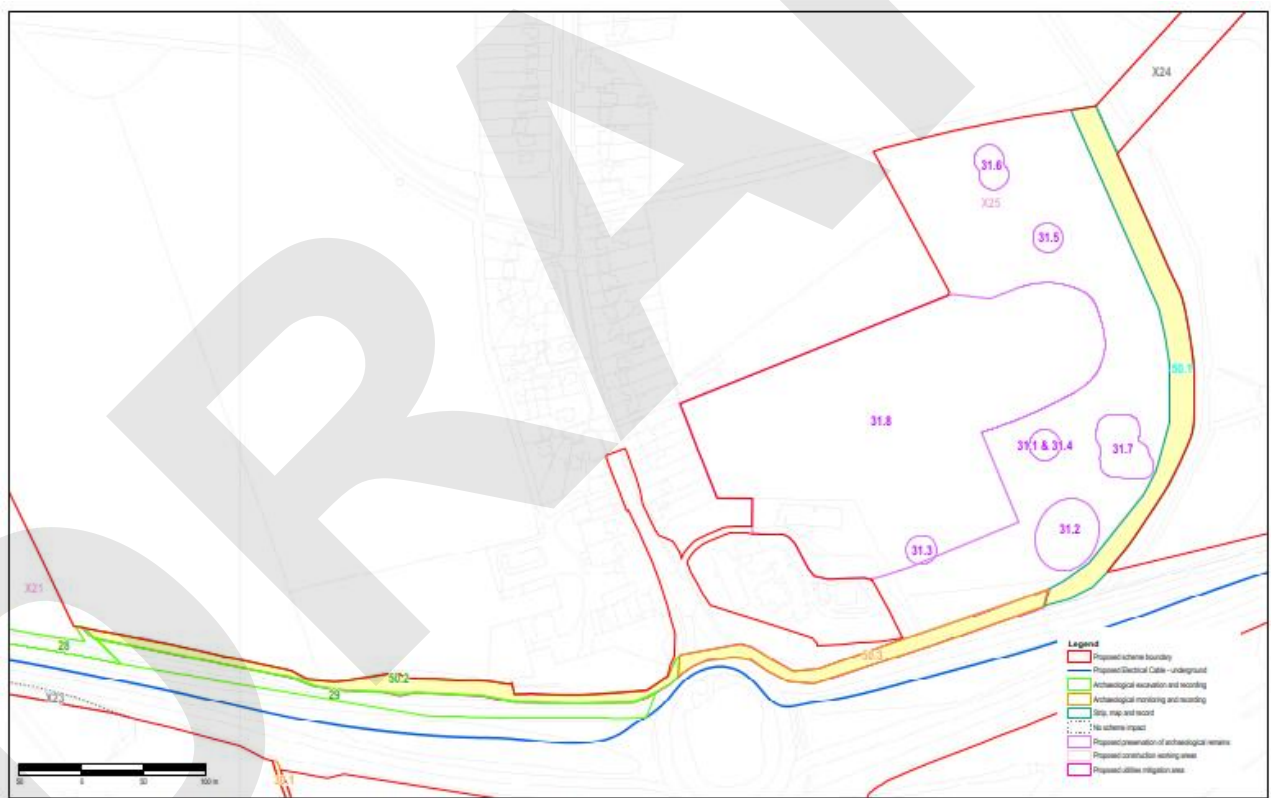 DRA
X24
31.6
X25
31.5
50.1
31.8
31.1 & 31.4
31.7
31.2
31.3
X21
28
50.2
29
X23
50.3
Legend
Proposed scheme boundary
Proposed Electrical Cable - underground
Archaeological excavation and recording
Archaeological monitoring and recording
Strip, map and record
No scheme impact
Proposed preservation of archaeological remains
Proposed construction working areas
Proposed utilities mitigation area
50 0 50 100 m